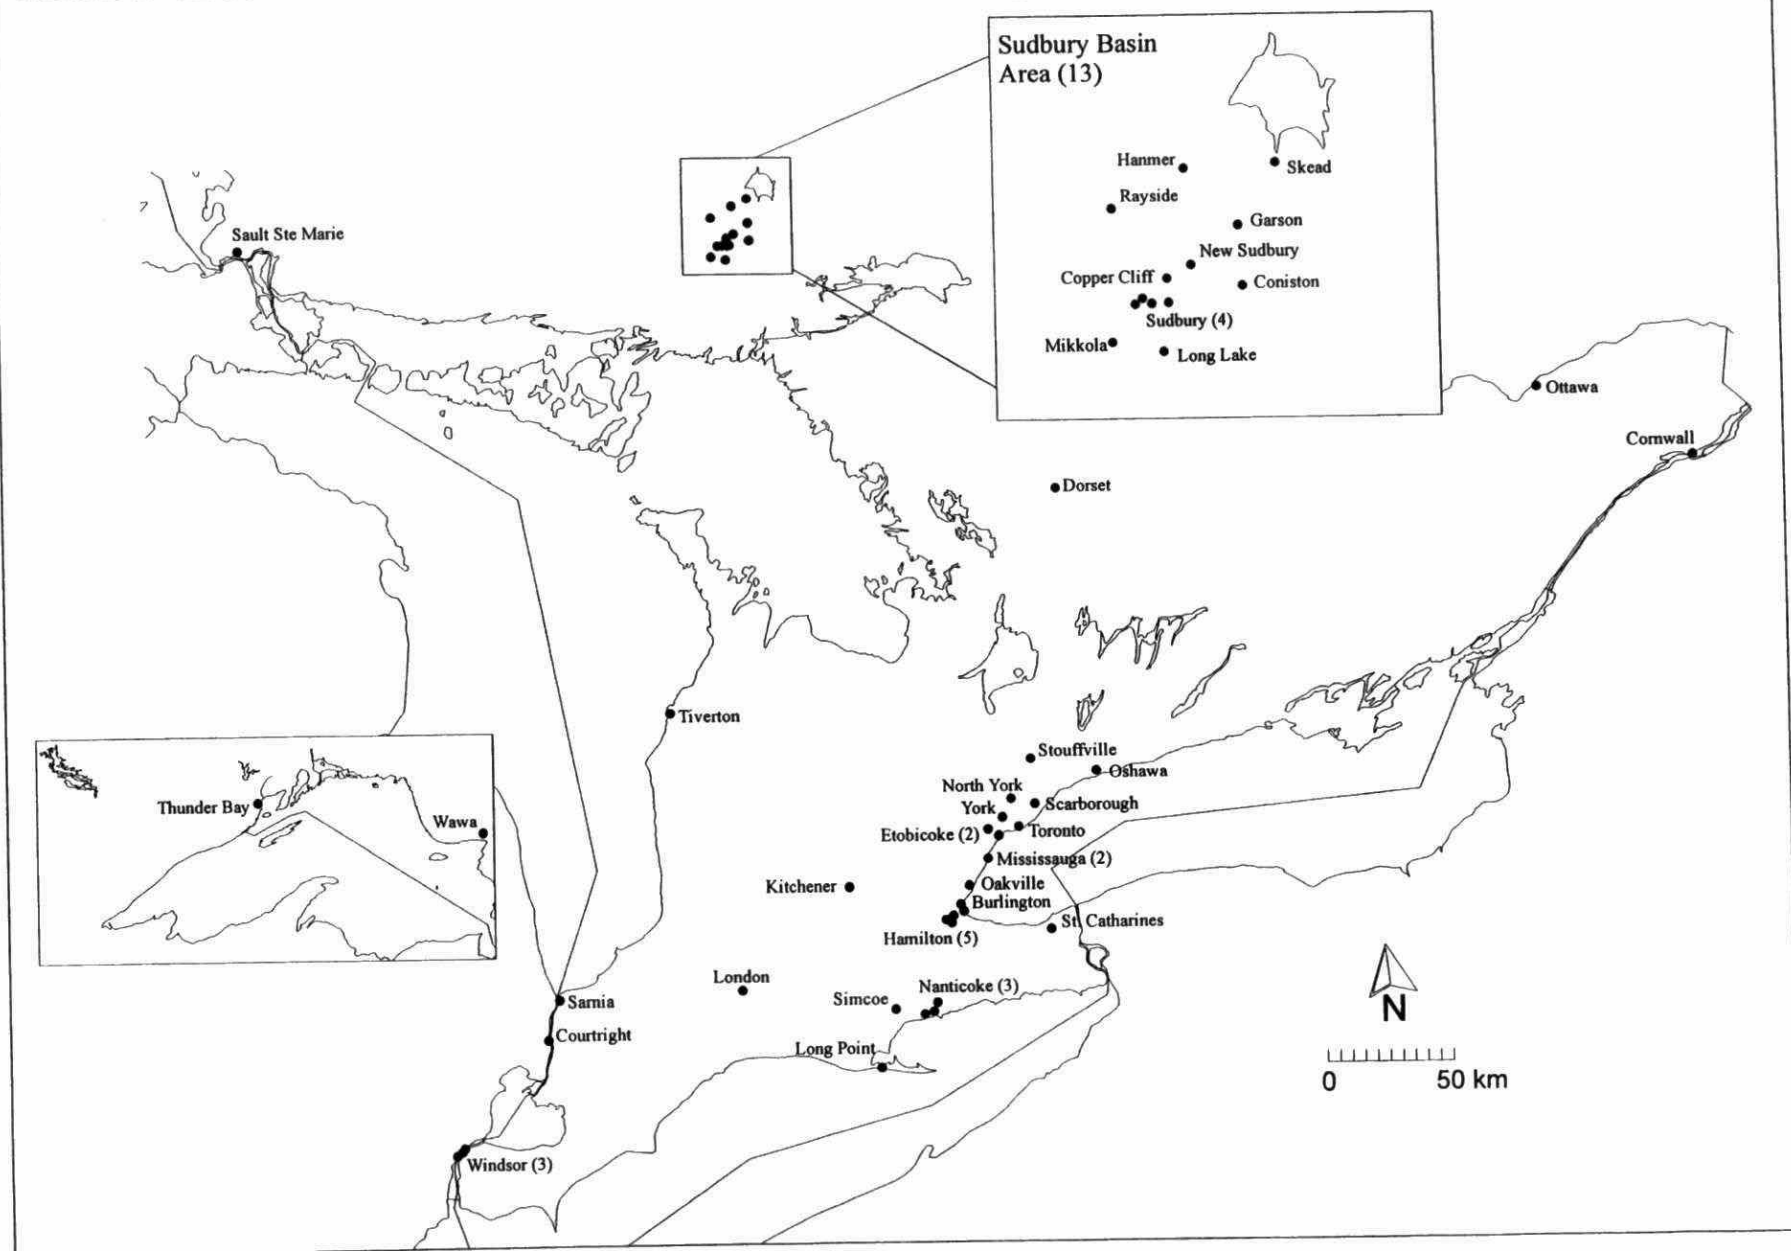 Sudbury Basin
Area (13)
Hanmer
Skead
Rayside
Garson
New Sudbury
Copper Cliff
Coniston
Sudbury (4)
Mikkola
Long Lake
Sault Ste Marie
Ottawa
Cornwall
Dorset
Tiverton
Stouffville
Oshawa
North York
Scarborough
York
Toronto
Etobicoke (2)
Mississauga (2)
Thunder Bay
Wawa
Kitchener
Oakville
Burlington
St. Catharines
Hamilton (5)
London
Nanticoke (3)
Simcoe
Sarnia
Courtright
Long Point
N
0 50 km
Windsor (3)